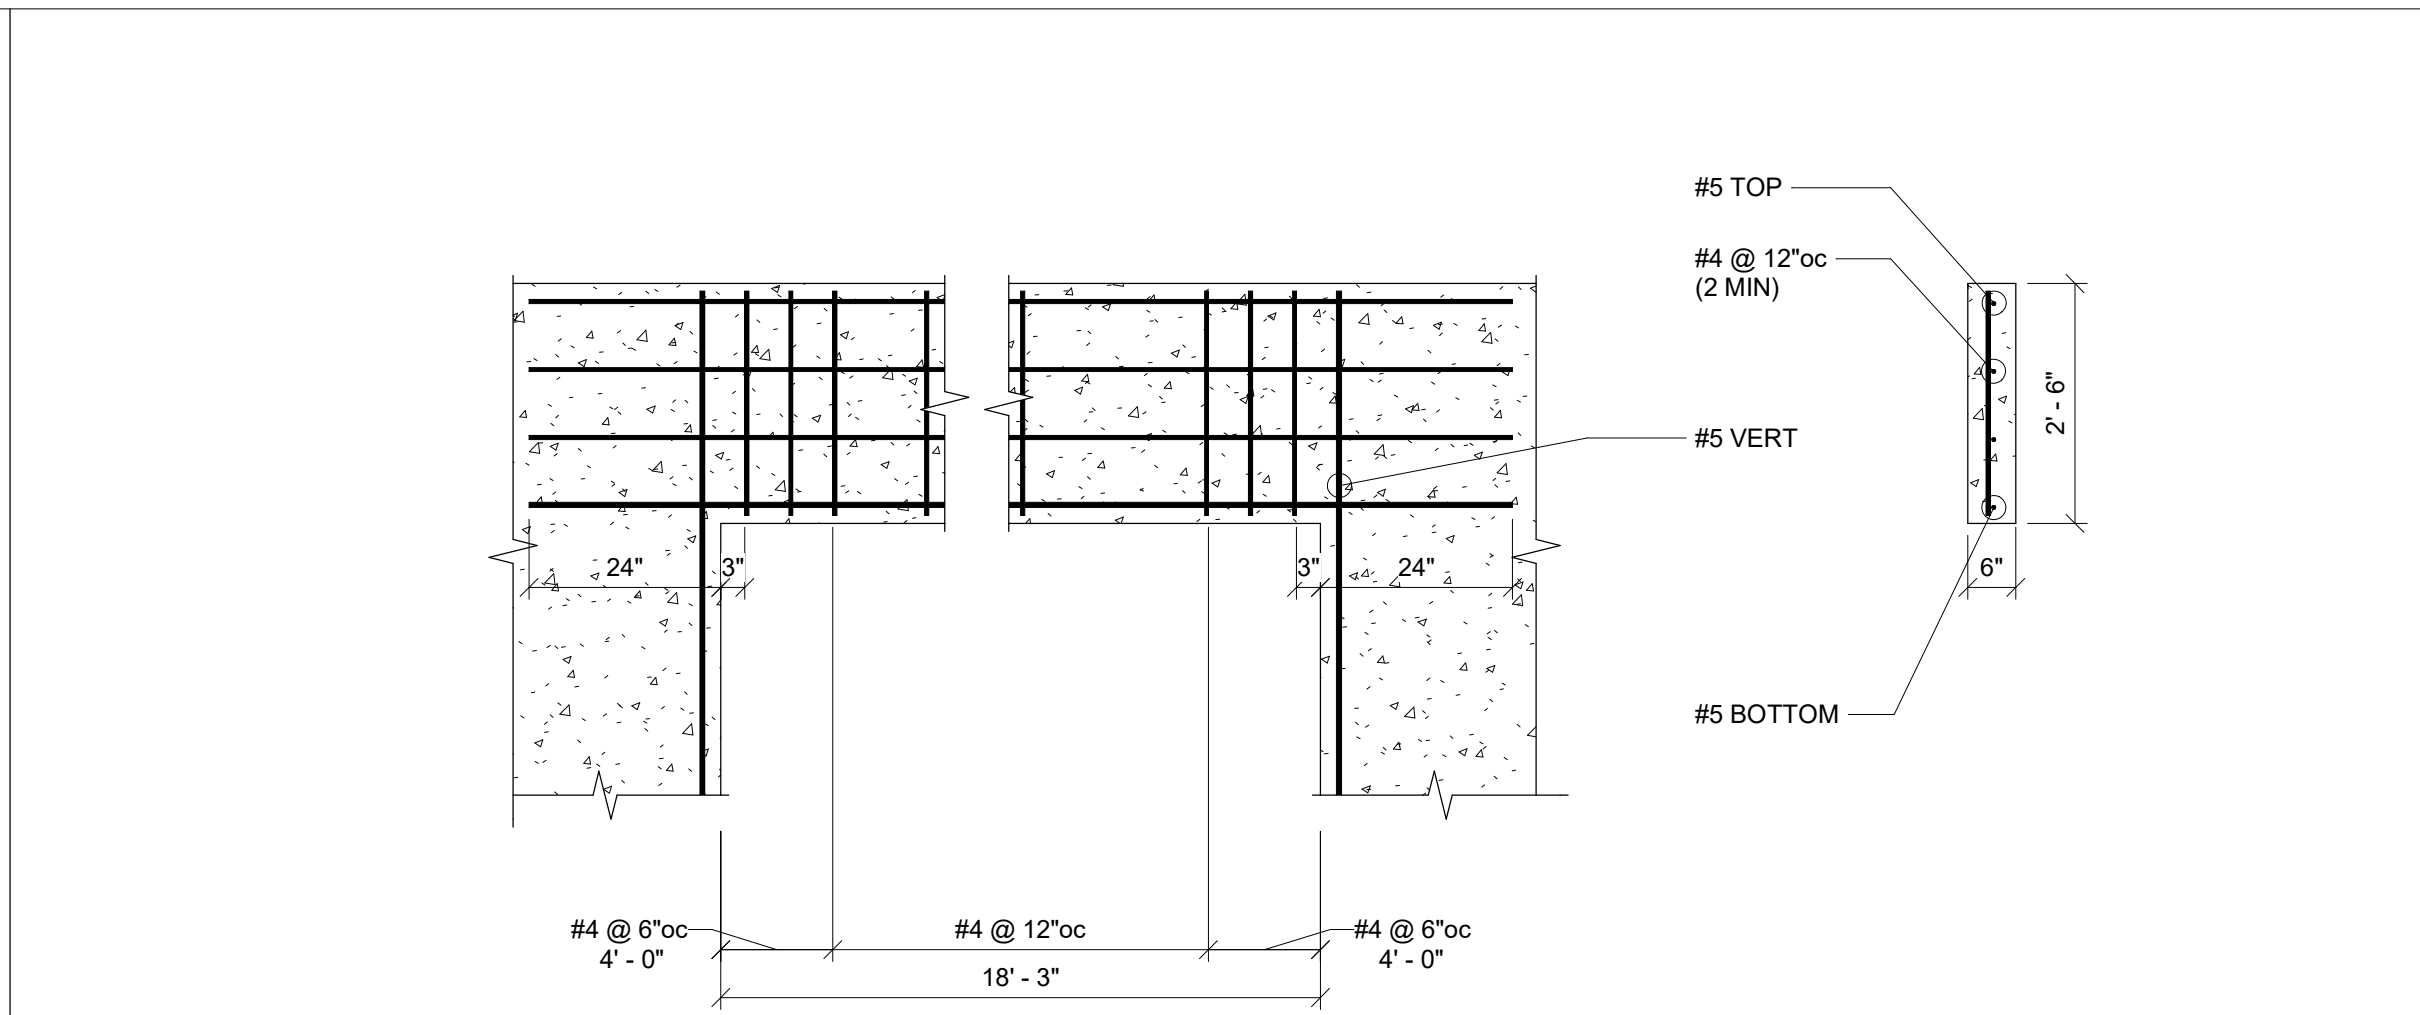 #5 TOP
#4 @ 12"oc
(2 MIN)
#5 VERT
2' - 6"
24"
3"
3"
24"
6"
#5 BOTTOM
#4 @ 6"oc
4' - 0"
#4 @ 12"oc
#4 @ 6"oc
4' - 0"
18' - 3"